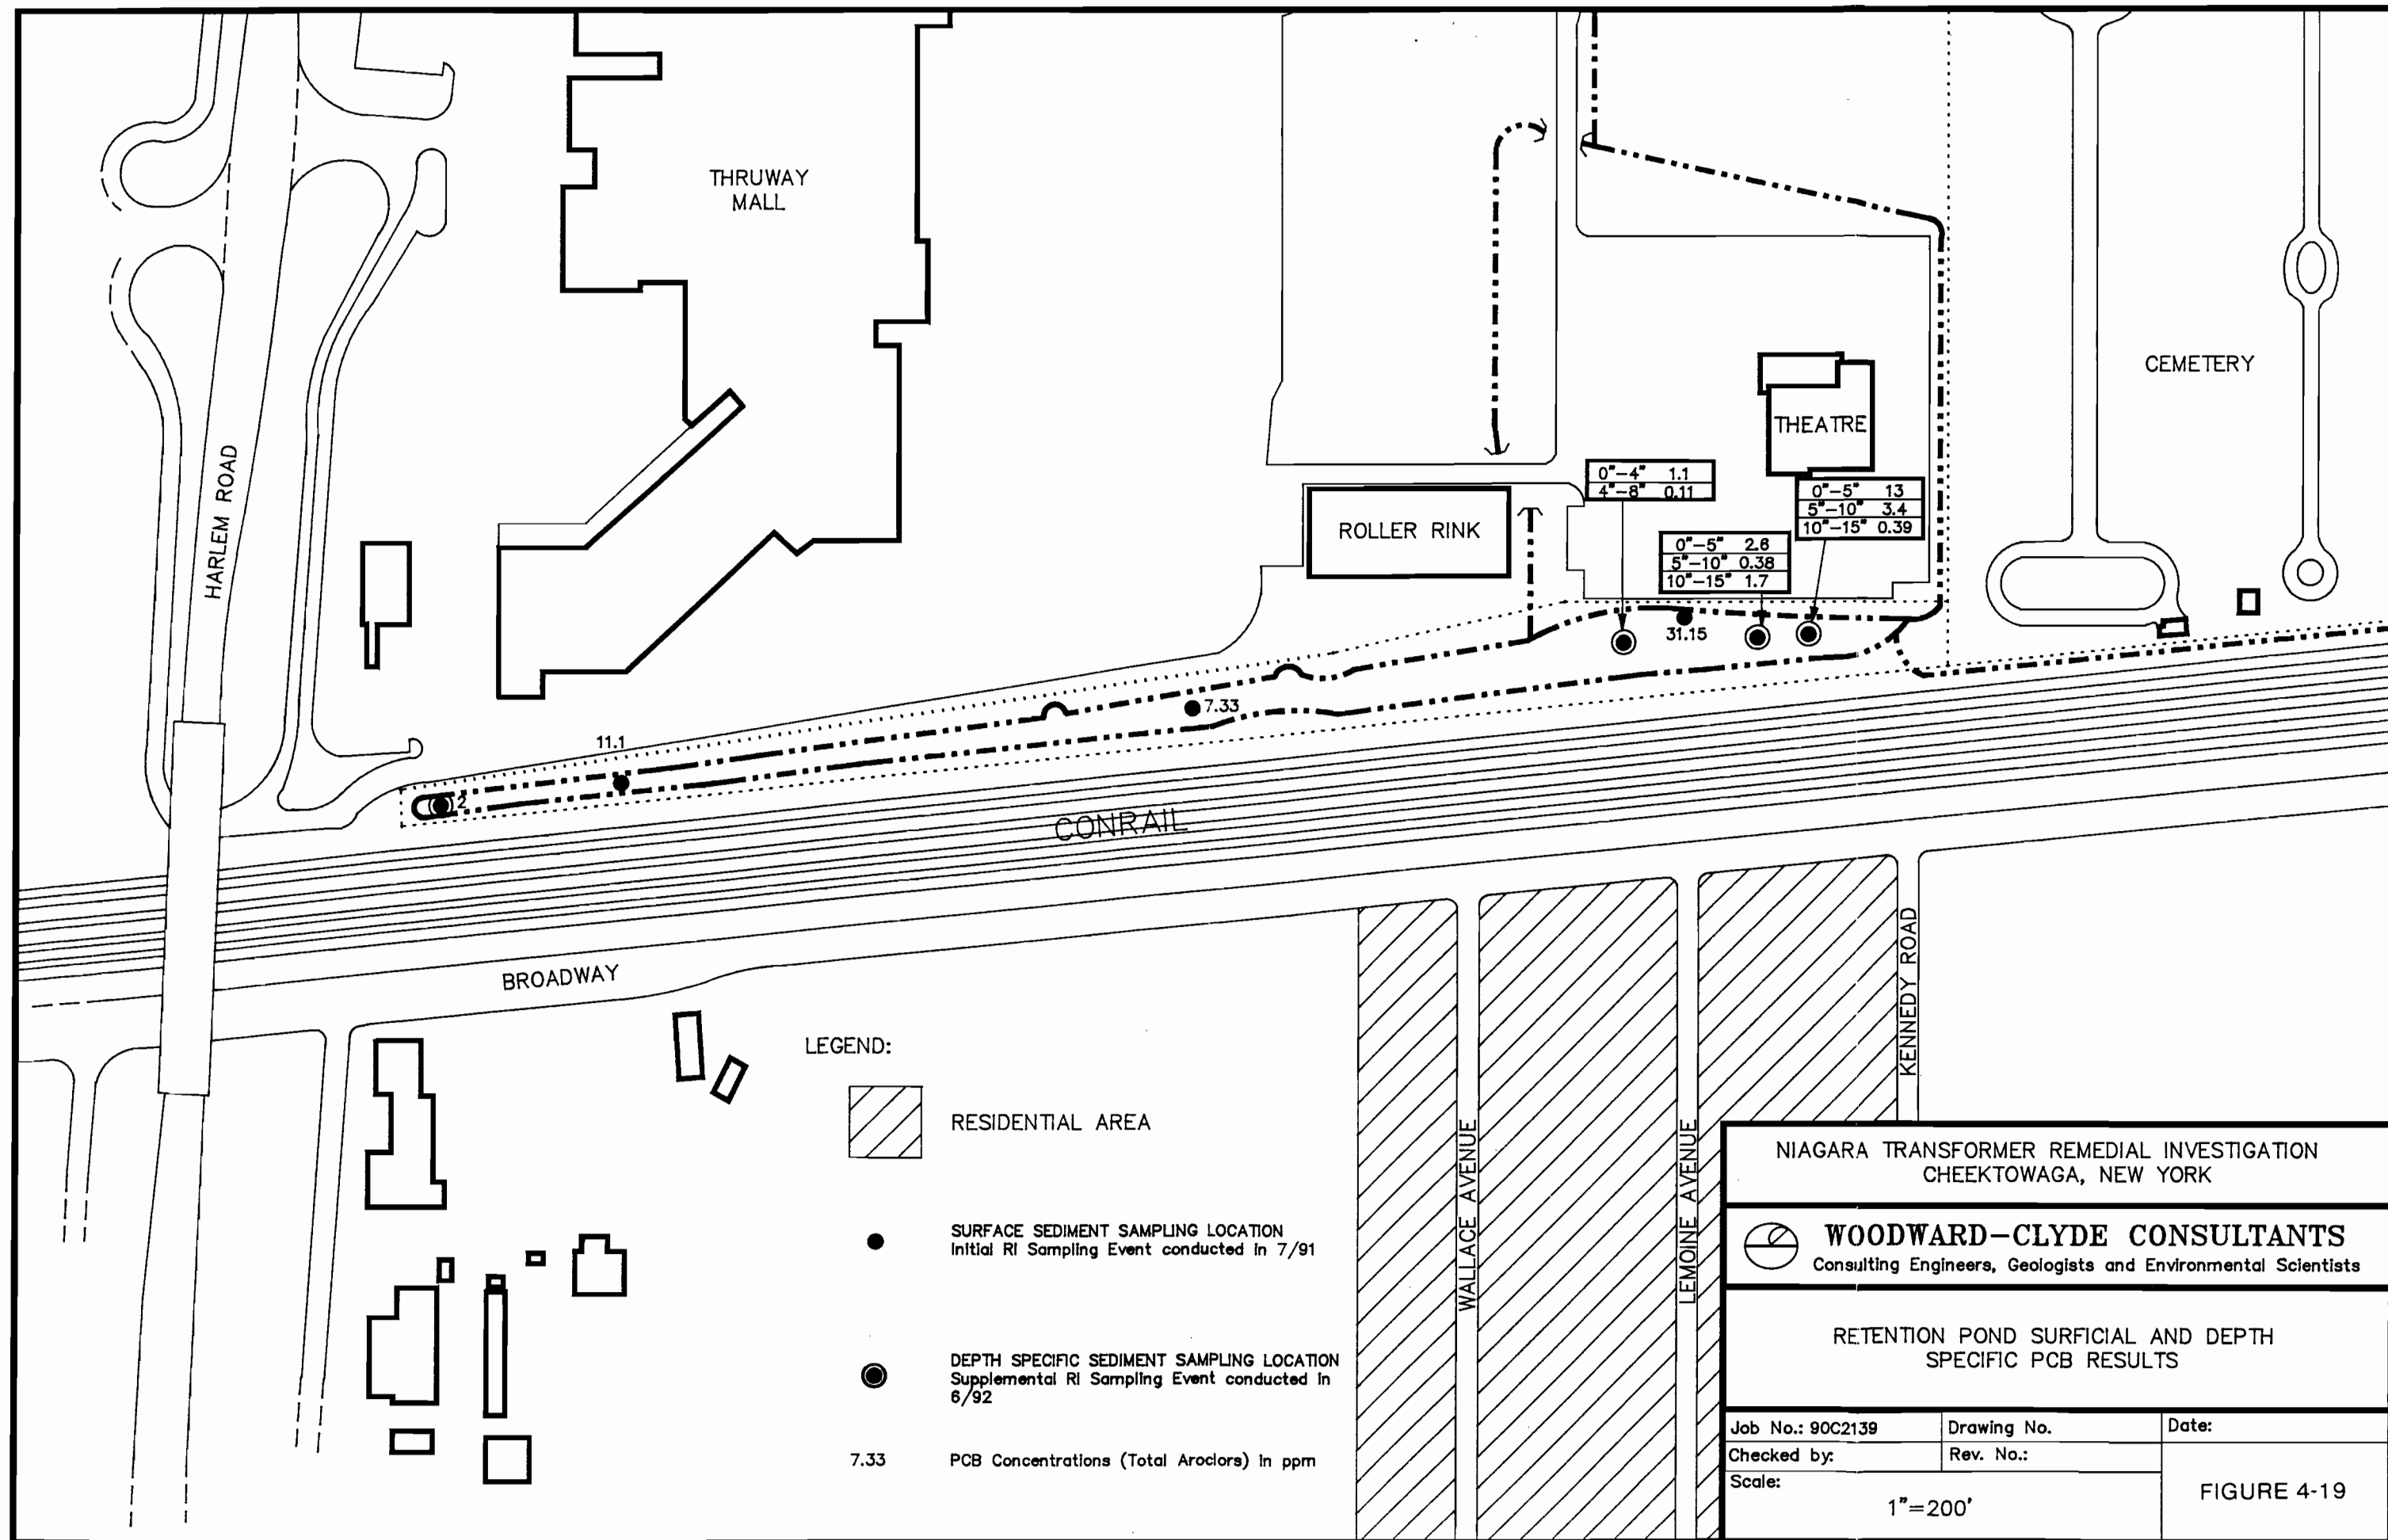 THRUWAY
MALL
HARLEM ROAD
CEMETERY
THEATRE
ROLLER RINK
0"-4" 1.1
4"-8" 0.11
0"-5" 13
5"-10" 3.4
10"-15" 0.39
0"-5" 2.6
5"-10" 0.38
10"-15" 1.7
31.15
7.33
11.1
2
CONRAIL
BROADWAY
WALLACE AVENUE
LEMOINE AVENUE
KENNEDY ROAD
LEGEND:
RESIDENTIAL AREA
SURFACE SEDIMENT SAMPLING LOCATION
Initial RI Sampling Event conducted in 7/91
DEPTH SPECIFIC SEDIMENT SAMPLING LOCATION
Supplemental RI Sampling Event conducted in
6/92
7.33 PCB Concentrations (Total Aroclors) in ppm
NIAGARA TRANSFORMER REMEDIAL INVESTIGATION
CHEEKTOWAGA, NEW YORK
WOODWARD-CLYDE CONSULTANTS
Consulting Engineers, Geologists and Environmental Scientists
RETENTION POND SURFICIAL AND DEPTH
SPECIFIC PCB RESULTS
Job No.: 90C2139 Drawing No. Date:
Checked by: Rev. No.:
Scale:
1"=200'
FIGURE 4-19